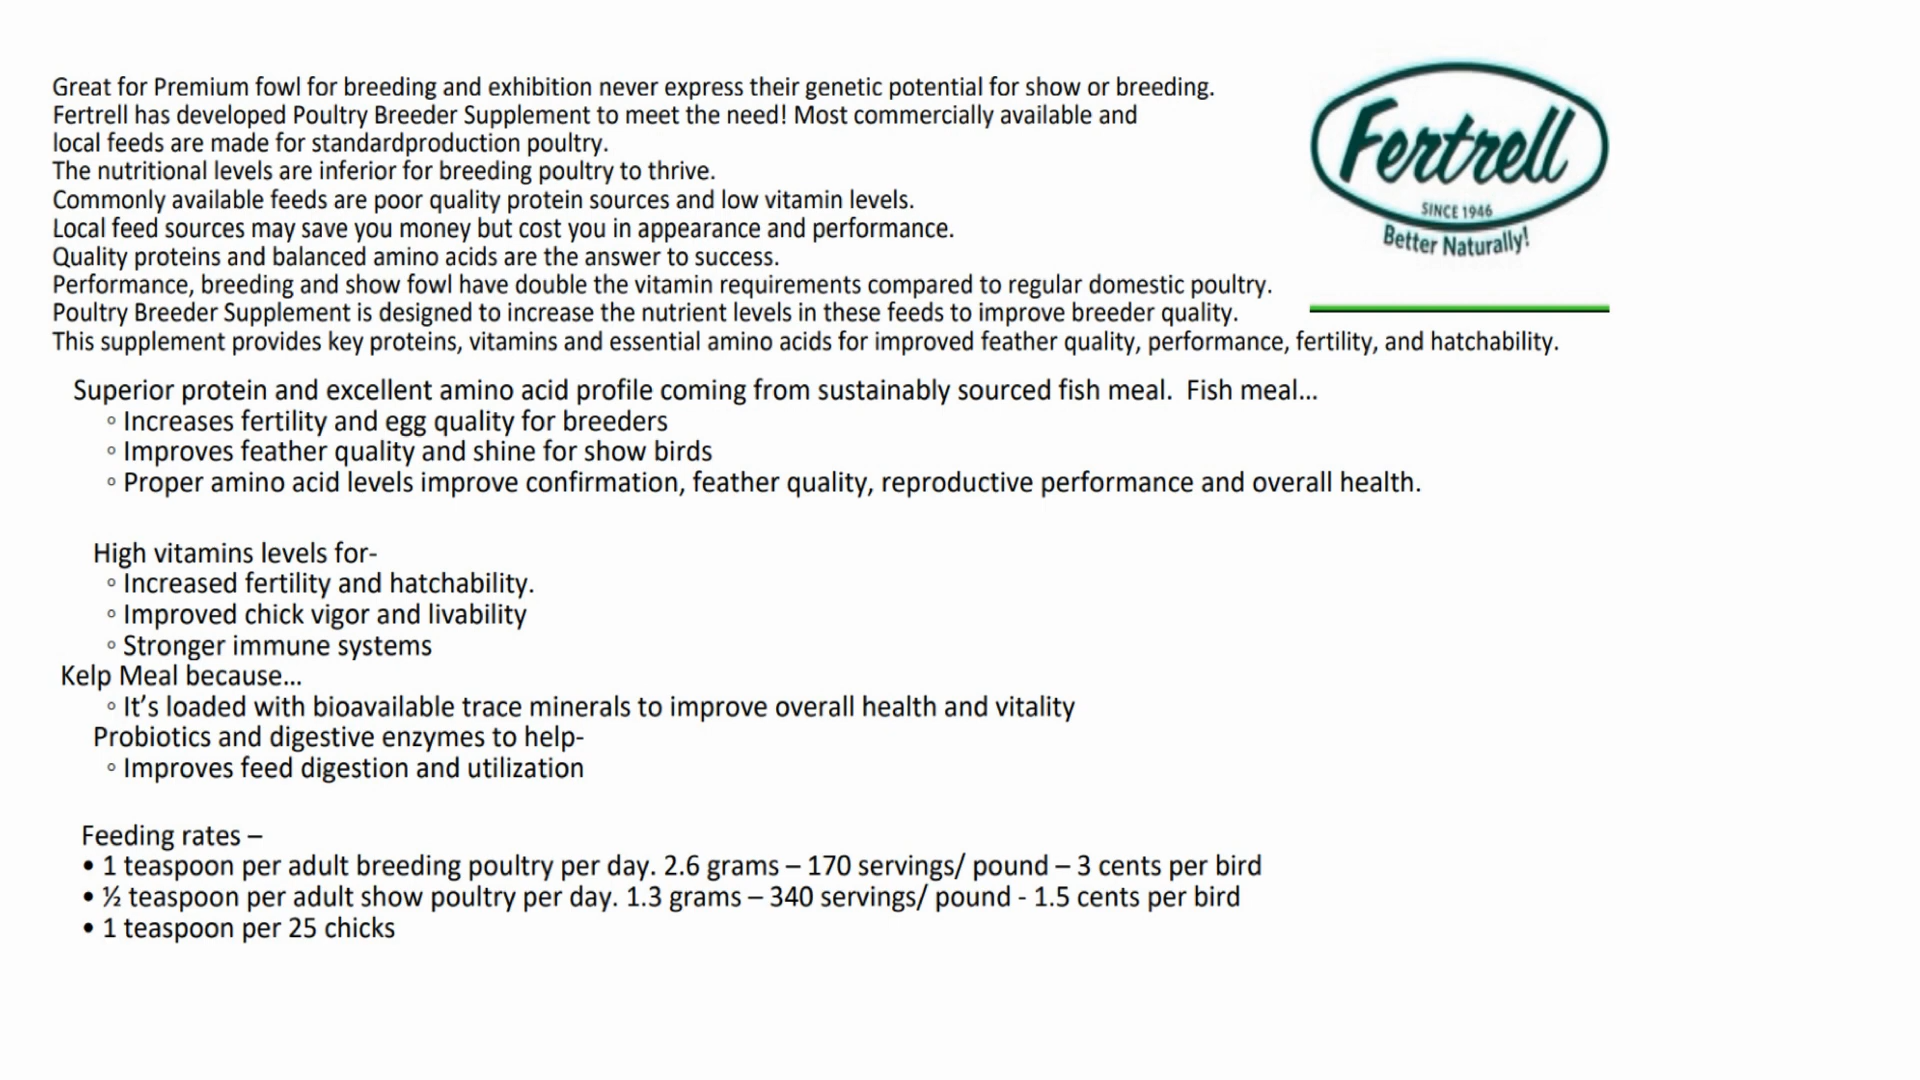 Great for Premium fowl for breeding and exhibition never express their genetic potential for show or breeding.
Fertrell has developed Poultry Breeder Supplement to meet the need! Most commercially available and
local feeds are made for standardproduction poultry.
The nutritional levels are inferior for breeding poultry to thrive.
Commonly available feeds are poor quality protein sources and low vitamin levels.
Local feed sources may save you money but cost you in appearance and performance.
Quality proteins and balanced amino acids are the answer to success.
Performance, breeding and show fowl have double the vitamin requirements compared to regular domestic poultry.
Poultry Breeder Supplement is designed to increase the nutrient levels in these feeds to improve breeder quality.
This supplement provides key proteins, vitamins and essential amino acids for improved feather quality, performance, fertility, and hatchability.
Fertrell
SINCE 1946
Better Naturally!
Superior protein and excellent amino acid profile coming from sustainably sourced fish meal.  Fish meal...
◦ Increases fertility and egg quality for breeders
◦ Improves feather quality and shine for show birds
◦ Proper amino acid levels improve confirmation, feather quality, reproductive performance and overall health.
High vitamins levels for-
◦ Increased fertility and hatchability.
◦ Improved chick vigor and livability
◦ Stronger immune systems
Kelp Meal because...
◦ It’s loaded with bioavailable trace minerals to improve overall health and vitality
Probiotics and digestive enzymes to help-
◦ Improves feed digestion and utilization
Feeding rates –
• 1 teaspoon per adult breeding poultry per day. 2.6 grams – 170 servings/ pound – 3 cents per bird
• ½ teaspoon per adult show poultry per day. 1.3 grams – 340 servings/ pound - 1.5 cents per bird
• 1 teaspoon per 25 chicks